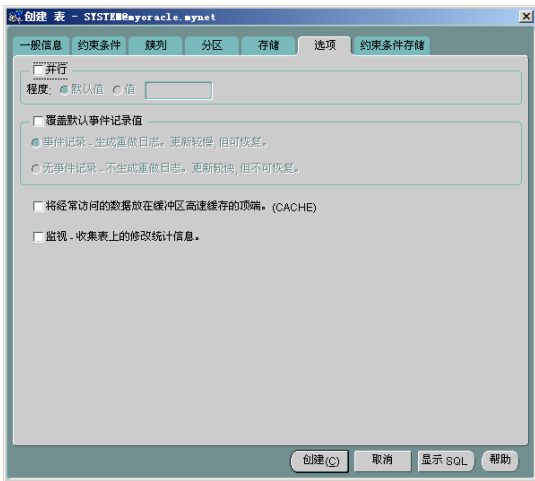 创建 表 - SYSTEM@myoracle.mynet
一般信息 约束条件 簇列 分区 存储 选项 约束条件存储
并行
程度: 默认值 值
覆盖默认事件记录值
事件记录 - 生成重做日志。更新较慢,但可恢复。
无事件记录 - 不生成重做日志。更新较快,但不可恢复。
将经常访问的数据放在缓冲区高速缓存的顶端。(CACHE)
监视 - 收集表上的修改统计信息。
创建(C) 取消 显示 SQL 帮助